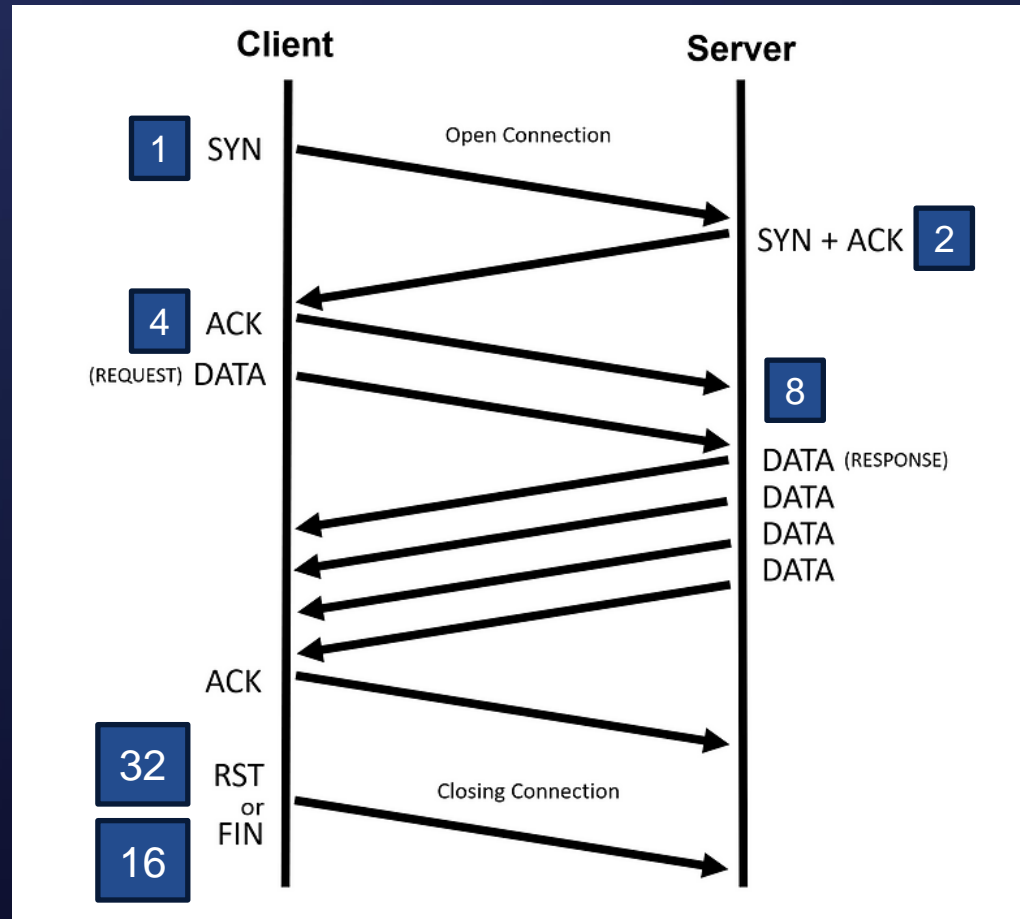 Client
Server
Open Connection
1 SYN
SYN + ACK 2
4 ACK
(REQUEST) DATA
8
DATA (RESPONSE)
DATA
DATA
DATA
ACK
32
RST
Closing Connection
or
FIN
16